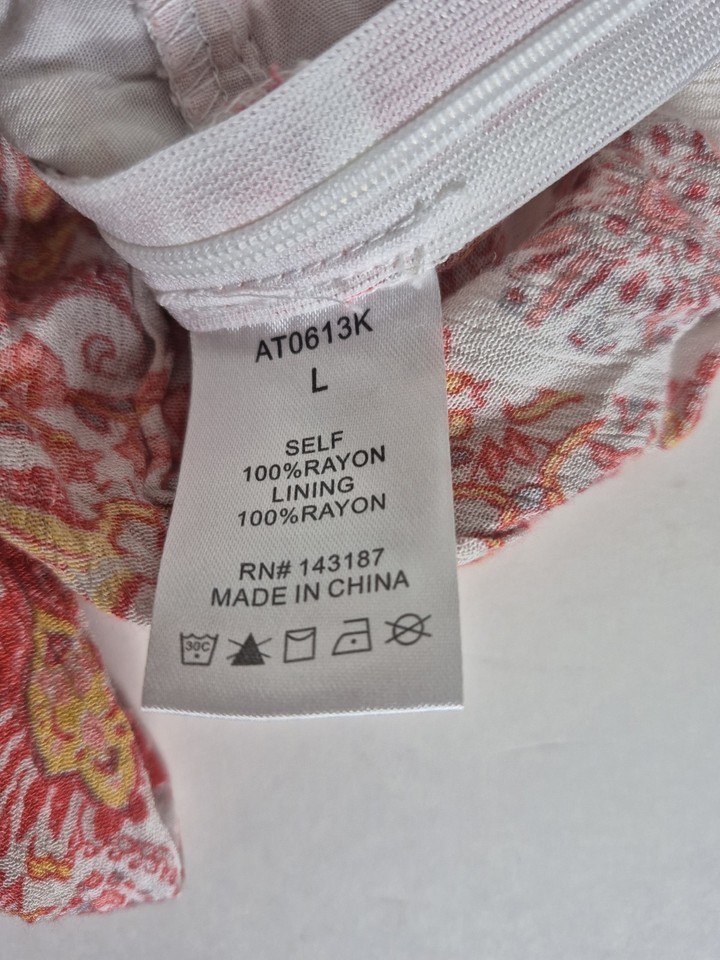 AT0613K
L
SELF
100%RAYON
LINING
100%RAYON
RN# 143187
MADE IN CHINA
30C